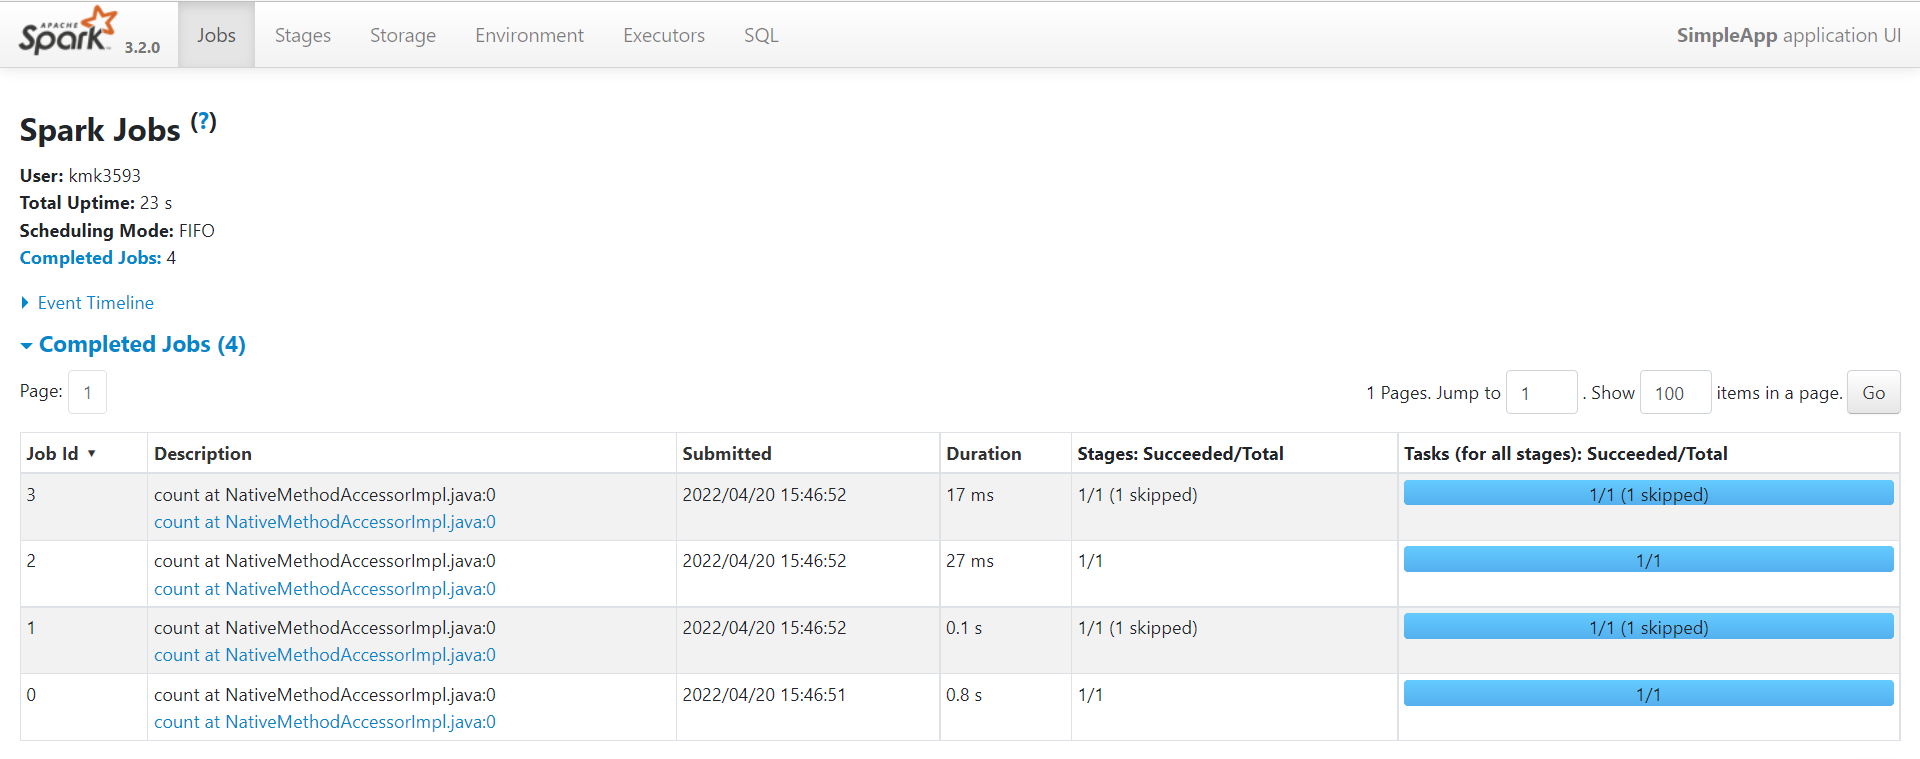 APACHE Spark 3.2.0 Jobs Stages Storage Environment Executors SQL SimpleApp application UI
Spark Jobs (?)
User: kmk3593
Total Uptime: 23 s
Scheduling Mode: FIFO
Completed Jobs: 4
Event Timeline
Completed Jobs (4)
Page: 1 1 Pages. Jump to 1 . Show 100 items in a page. Go
Job Id ▾ Description Submitted Duration Stages: Succeeded/Total Tasks (for all stages): Succeeded/Total
3 count at NativeMethodAccessorImpl.java:0 2022/04/20 15:46:52 17 ms 1/1 (1 skipped) 1/1 (1 skipped)
count at NativeMethodAccessorImpl.java:0
2 count at NativeMethodAccessorImpl.java:0 2022/04/20 15:46:52 27 ms 1/1 1/1
count at NativeMethodAccessorImpl.java:0
1 count at NativeMethodAccessorImpl.java:0 2022/04/20 15:46:52 0.1 s 1/1 (1 skipped) 1/1 (1 skipped)
count at NativeMethodAccessorImpl.java:0
0 count at NativeMethodAccessorImpl.java:0 2022/04/20 15:46:51 0.8 s 1/1 1/1
count at NativeMethodAccessorImpl.java:0